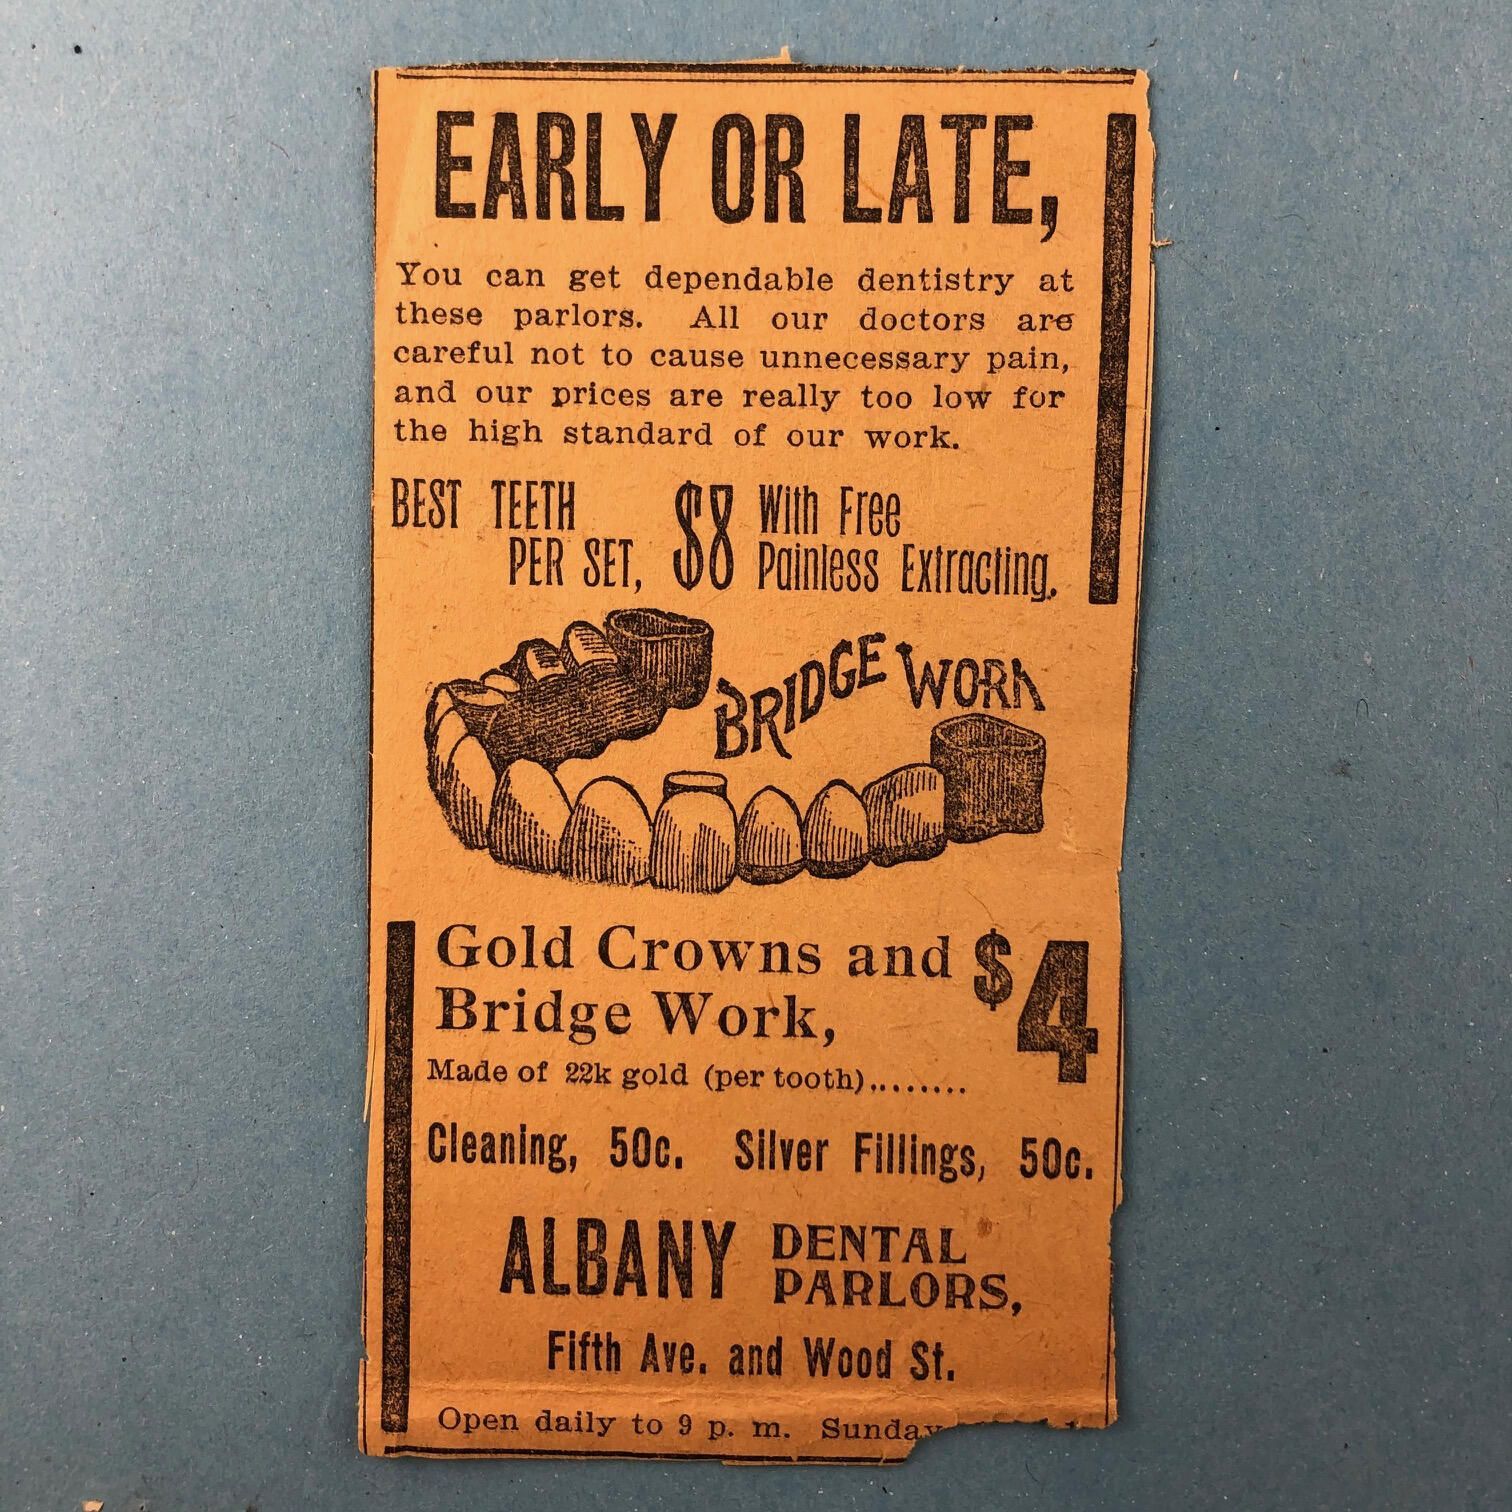 EARLY OR LATE,
You can get dependable dentistry at
these parlors. All our doctors are
careful not to cause unnecessary pain,
and our prices are really too low for
the high standard of our work.
BEST TEETH
PER SET, $8 With Free
Painless Extracting.
BRIDGE WORK
Gold Crowns and
Bridge Work, $4
Made of 22k gold (per tooth)........
Cleaning, 50c. Silver Fillings, 50c.
ALBANY DENTAL
PARLORS,
Fifth Ave. and Wood St.
Open daily to 9 p. m. Sunday